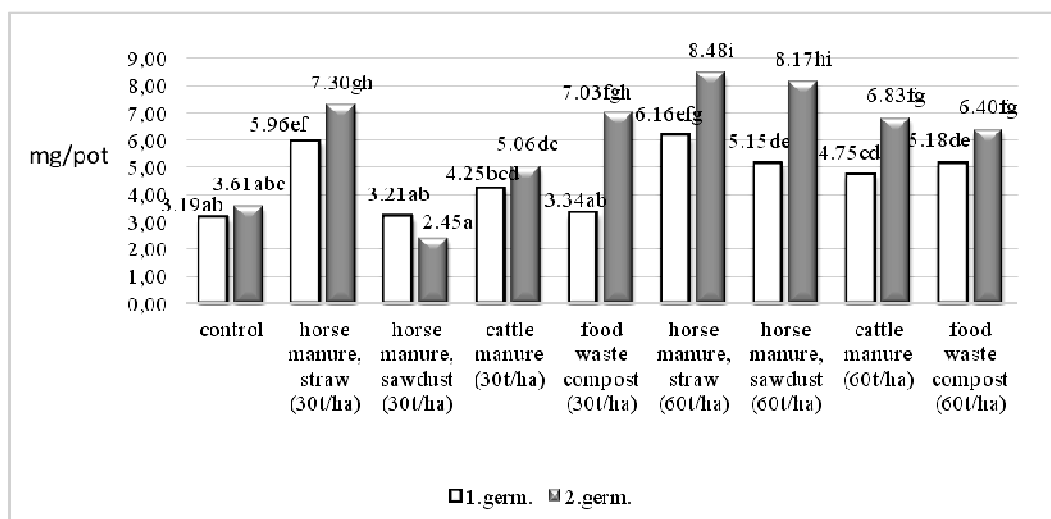 9,00
8,00
7,00
6,00
5,00
4,00
3,00
2,00
1,00
0,00
mg/pot
3.19ab
3.61abc
5.96ef
7.30gh
3.21ab
2.45a
4.25bcd
5.06dc
3.34ab
7.03fgh
6.16efg
8.48i
5.15de
8.17hi
4.75cd
6.83fg
5.18de
6.40fg
control
horse
manure,
straw
(30t/ha)
horse
manure,
sawdust
(30t/ha)
cattle
manure
(30t/ha)
food
waste
compost
(30t/ha)
horse
manure,
straw
(60t/ha)
horse
manure,
sawdust
(60t/ha)
cattle
manure
(60t/ha)
food
waste
compost
(60t/ha)
1.germ.
2.germ.